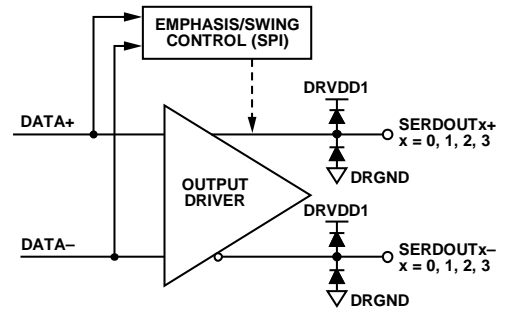 EMPHASIS/SWING
CONTROL (SPI)
DRVDD1
DATA+
SERDOUTx+
x = 0, 1, 2, 3
DRGND
OUTPUT
DRIVER
DRVDD1
DATA–
SERDOUTx–
x = 0, 1, 2, 3
DRGND